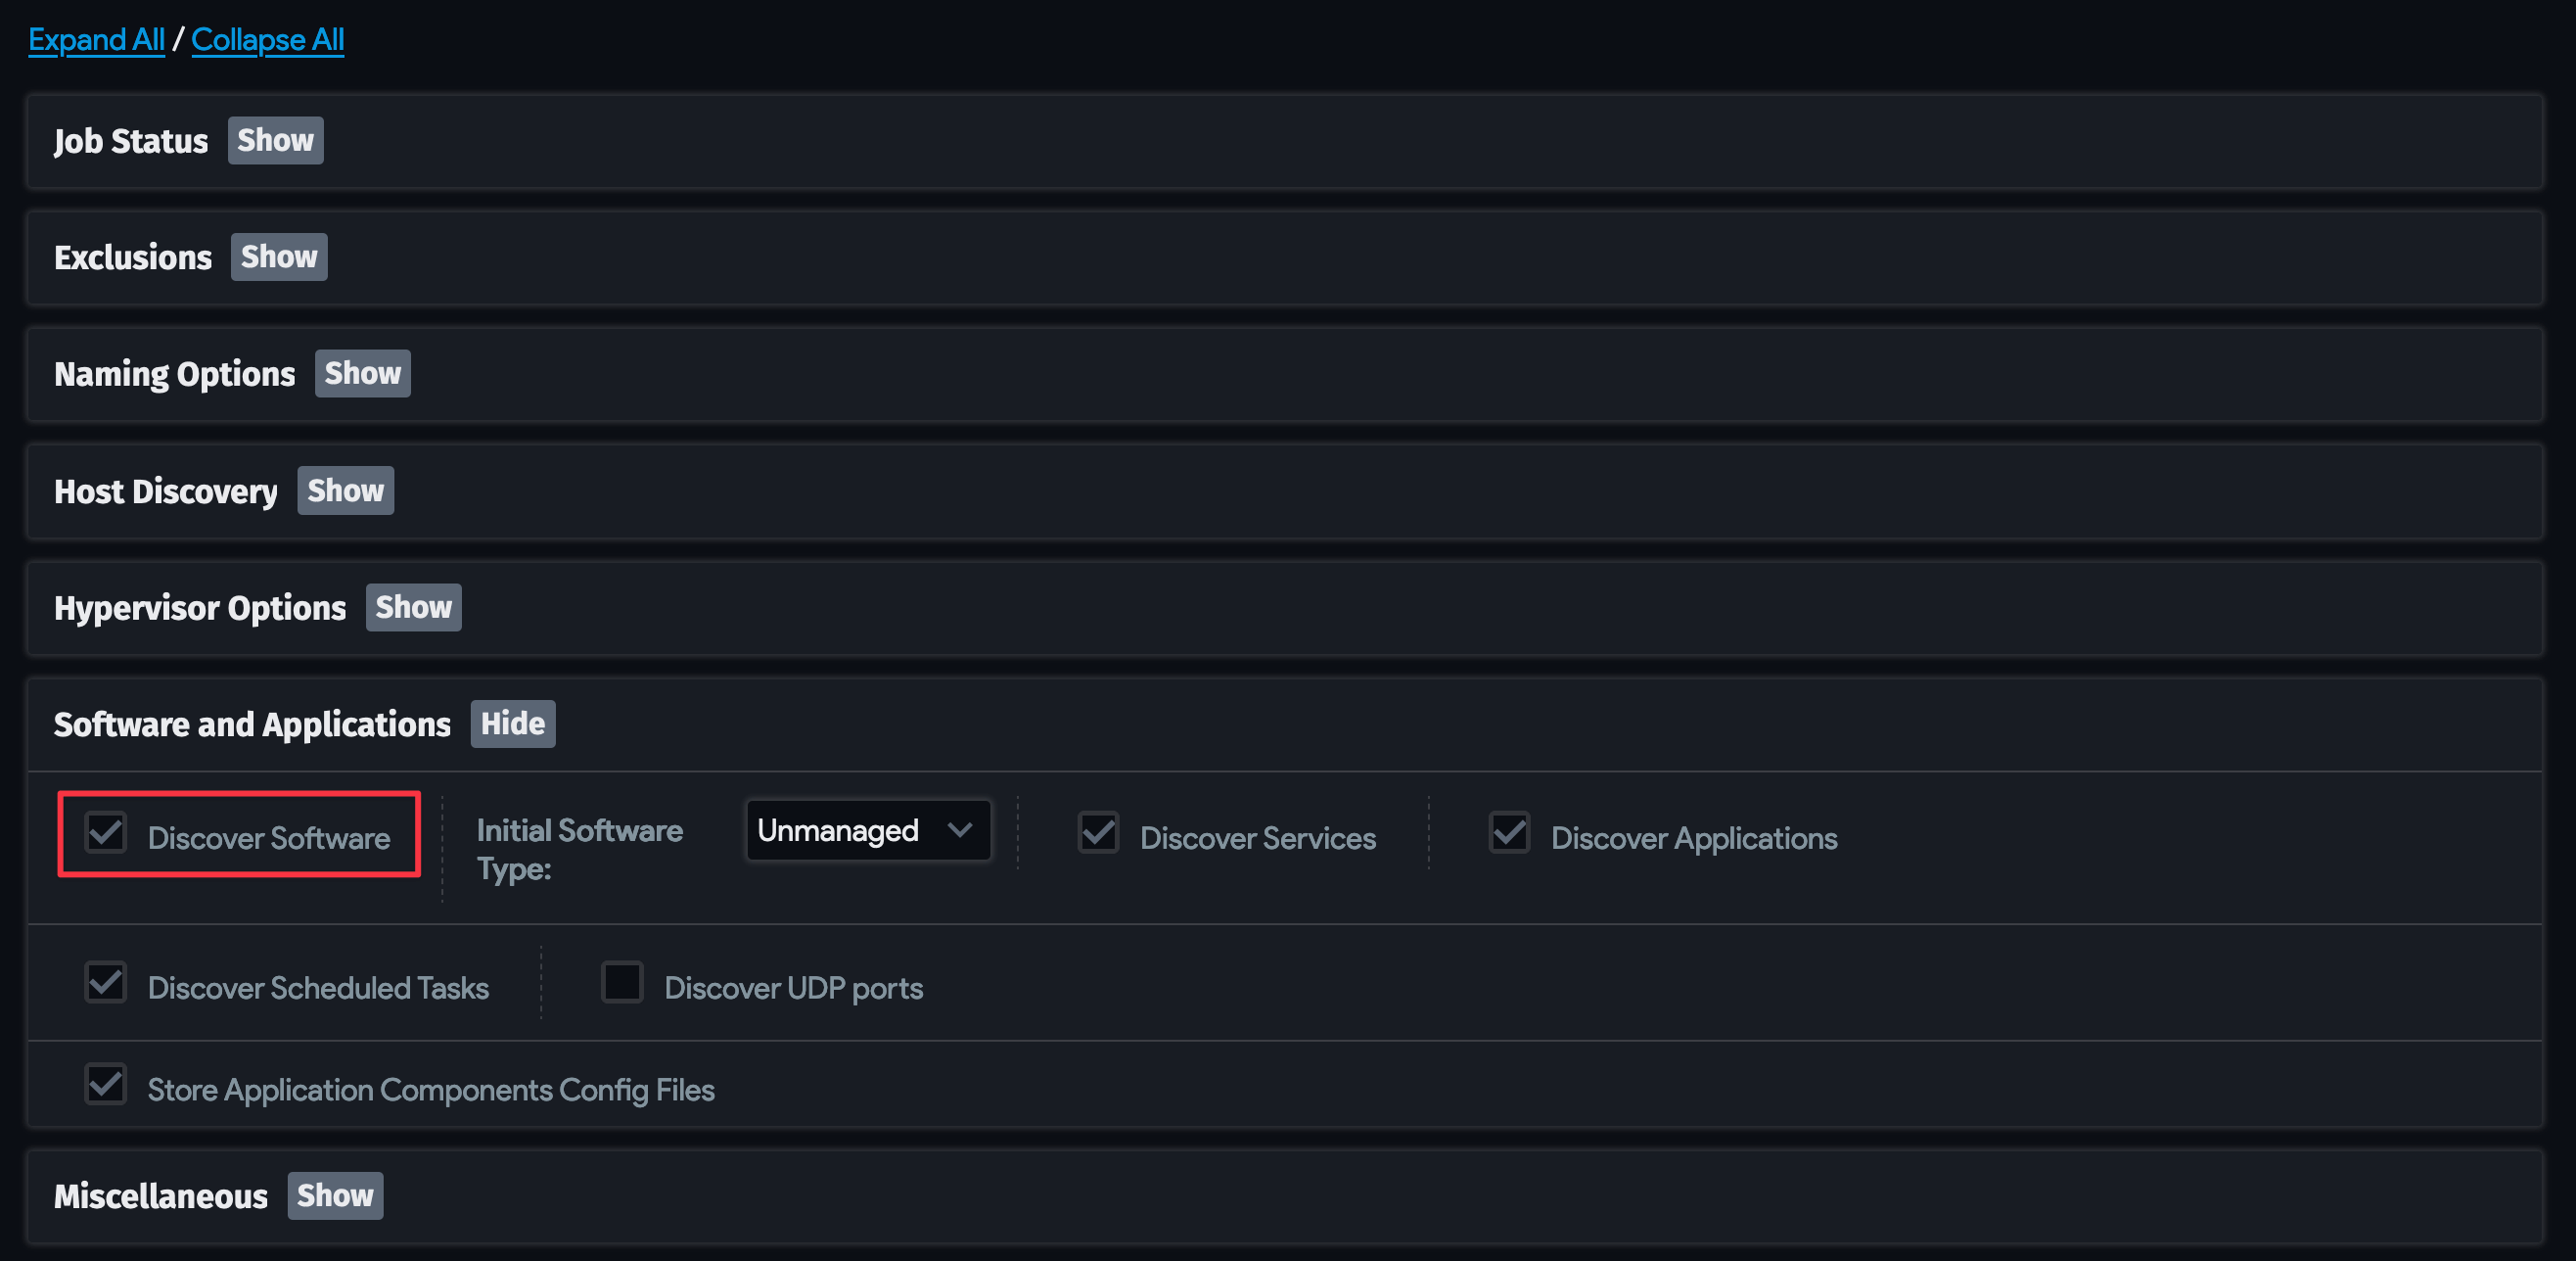 Expand All / Collapse All
Job Status Show
Exclusions Show
Naming Options Show
Host Discovery Show
Hypervisor Options Show
Software and Applications Hide
Discover Software
Initial Software
Type:
Unmanaged
Discover Services
Discover Applications
Discover Scheduled Tasks
Discover UDP ports
Store Application Components Config Files
Miscellaneous Show